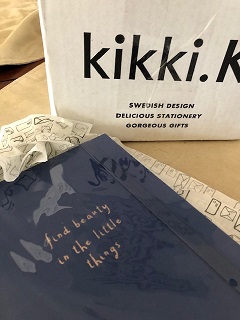 kikki.K
SWEDISH DESIGN
DELICIOUS STATIONERY
GORGEOUS GIFTS
find beauty
in the little
things